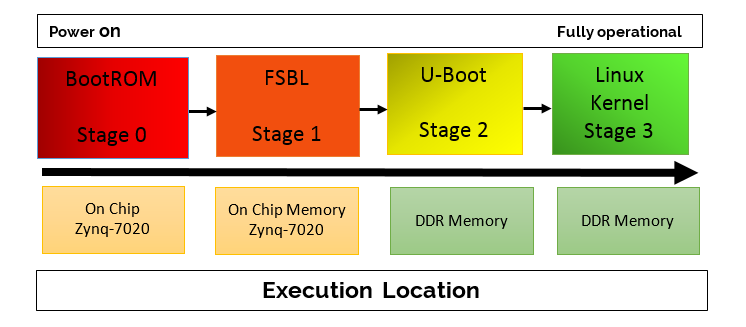 Power on
Fully operational
BootROM
Stage 0
FSBL
Stage 1
U-Boot
Stage 2
Linux
Kernel
Stage 3
On Chip
Zynq-7020
On Chip Memory
Zynq-7020
DDR Memory
DDR Memory
Execution Location